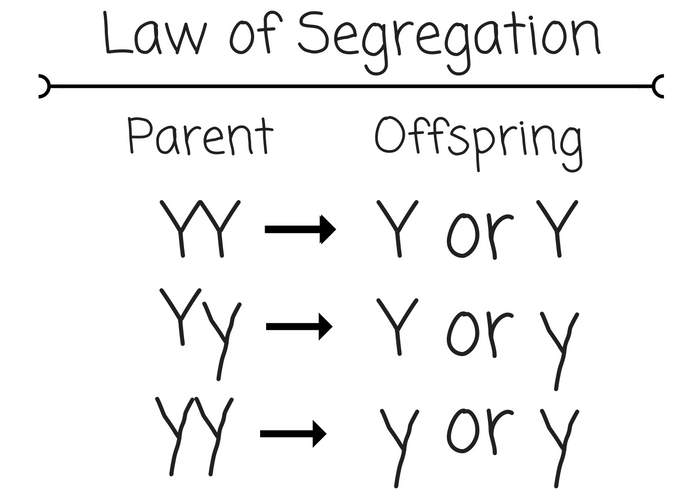 Law of Segregation
Parent Offspring
YY → Y or Y
Yy → Y or y
yy → y or y